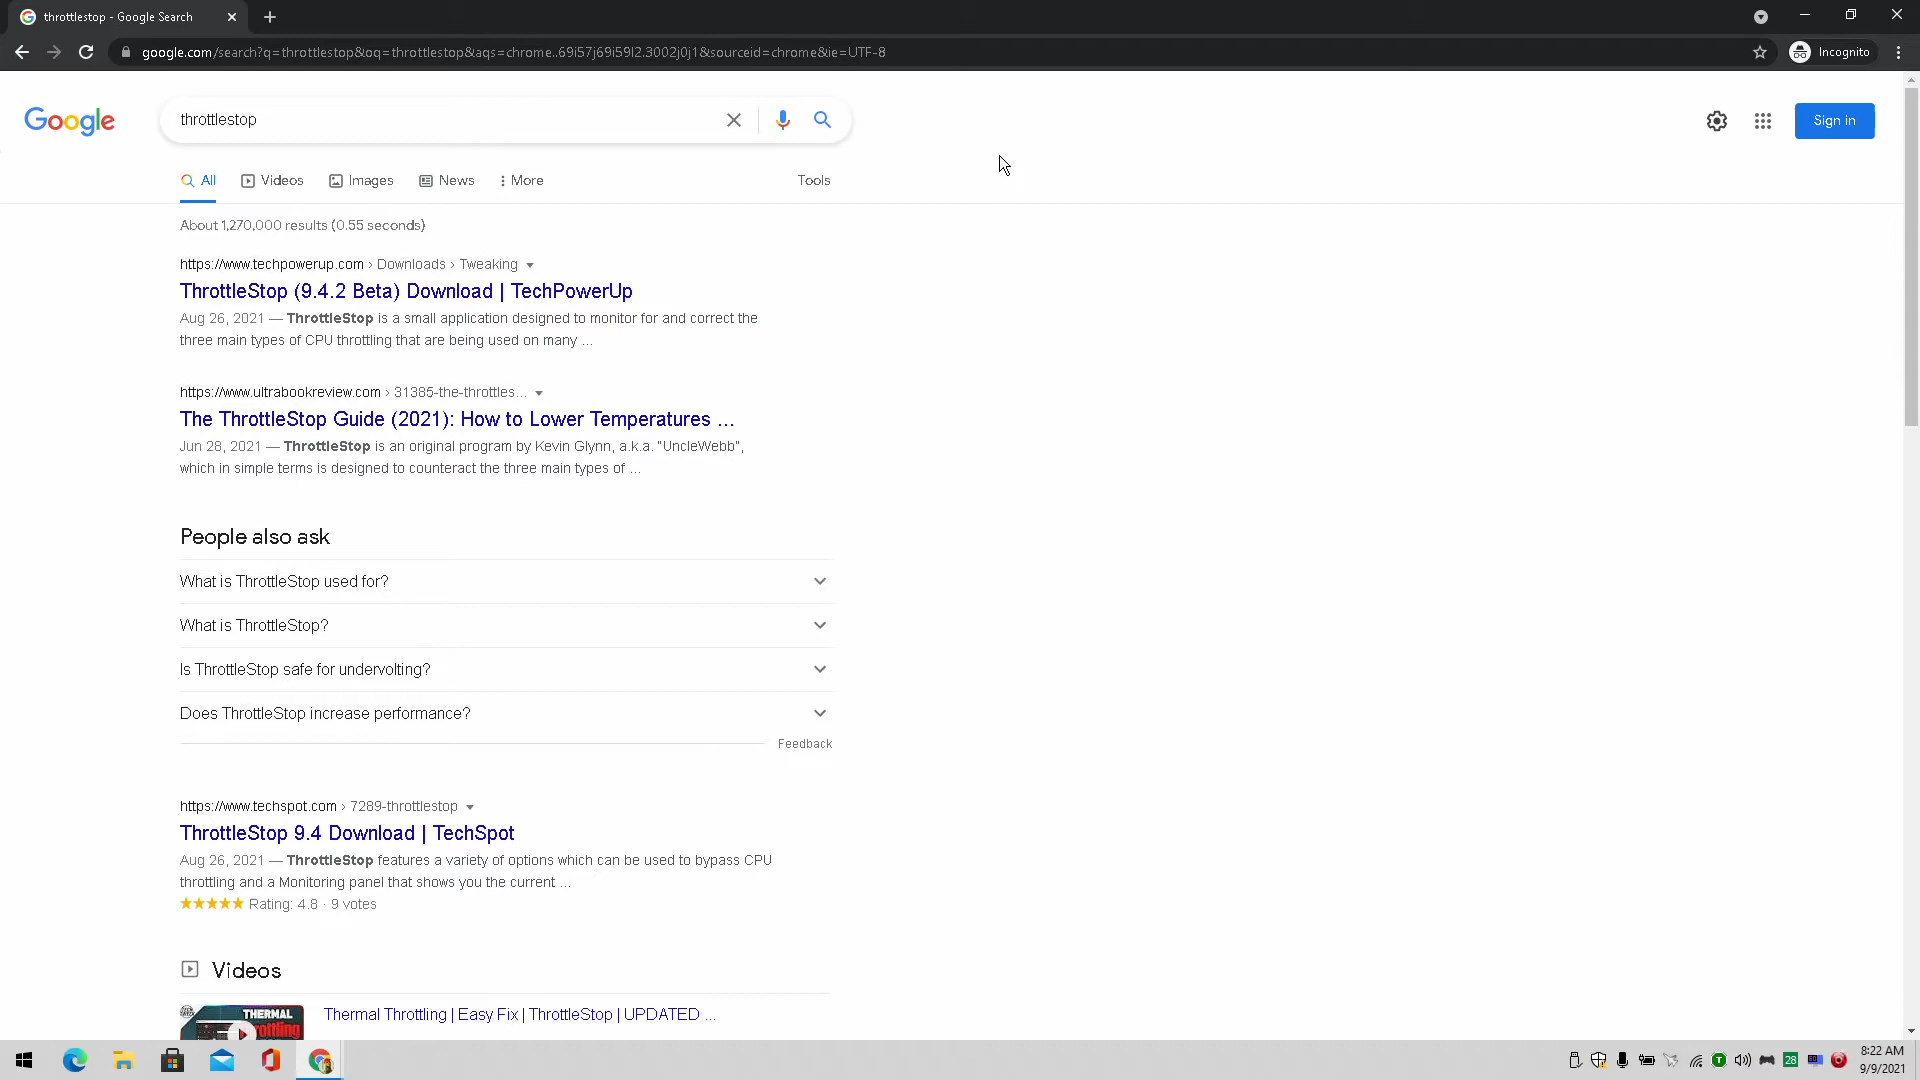 throttlestop - Google Search
google.com/search?q=throttlestop&oq=throttlestop&aqs=chrome..69i57j69i59l2.3002j0j1&sourceid=chrome&ie=UTF-8
Incognito
Google
throttlestop
Sign in
All
Videos
Images
News
More
Tools
About 1,270,000 results (0.55 seconds)
https://www.techpowerup.com › Downloads › Tweaking
ThrottleStop (9.4.2 Beta) Download | TechPowerUp
Aug 26, 2021 — ThrottleStop is a small application designed to monitor for and correct the
three main types of CPU throttling that are being used on many ...
https://www.ultrabookreview.com › 31385-the-throttles...
The ThrottleStop Guide (2021): How to Lower Temperatures ...
Jun 28, 2021 — ThrottleStop is an original program by Kevin Glynn, a.k.a. "UncleWebb",
which in simple terms is designed to counteract the three main types of ...
People also ask
What is ThrottleStop used for?
What is ThrottleStop?
Is ThrottleStop safe for undervolting?
Does ThrottleStop increase performance?
Feedback
https://www.techspot.com › 7289-throttlestop
ThrottleStop 9.4 Download | TechSpot
Aug 26, 2021 — ThrottleStop features a variety of options which can be used to bypass CPU
throttling and a Monitoring panel that shows you the current ...
Rating: 4.8 · 9 votes
Videos
THERMAL
Thermal Throttling | Easy Fix | ThrottleStop | UPDATED ...
T
28
8:22 AM
9/9/2021